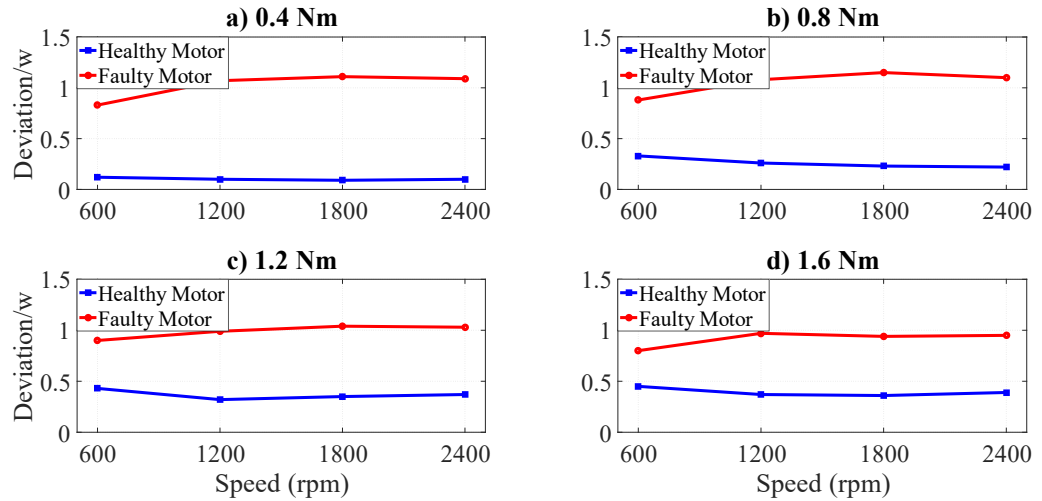 a) 0.4 Nm
Deviation/w
1.5
1
0.5
0
Healthy Motor
Faulty Motor
600 1200 1800 2400
b) 0.8 Nm
1.5
1
0.5
0
Healthy Motor
Faulty Motor
600 1200 1800 2400
c) 1.2 Nm
Deviation/w
1.5
1
0.5
0
Healthy Motor
Faulty Motor
600 1200 1800 2400
Speed (rpm)
d) 1.6 Nm
1.5
1
0.5
0
Healthy Motor
Faulty Motor
600 1200 1800 2400
Speed (rpm)